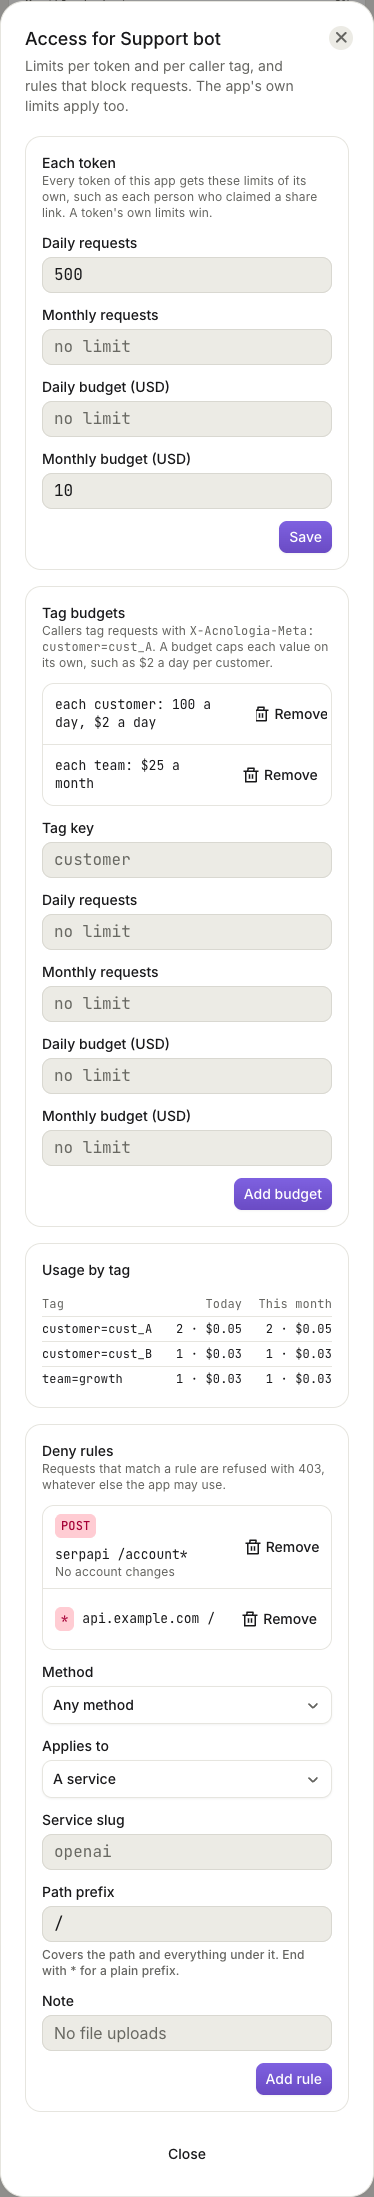 Access for Support bot
Limits per token and per caller tag, and
rules that block requests. The app's own
limits apply too.
Each token
Every token of this app gets these limits of its
own, such as each person who claimed a share
link. A token's own limits win.
Daily requests
500
Monthly requests
no limit
Daily budget (USD)
no limit
Monthly budget (USD)
10
Save
Tag budgets
Callers tag requests with X-Acnologia-Meta:
customer=cust_A. A budget caps each value on
its own, such as $2 a day per customer.
each customer: 100 a
day, $2 a day
Remove
each team: $25 a
month
Remove
Tag key
customer
Daily requests
no limit
Monthly requests
no limit
Daily budget (USD)
no limit
Monthly budget (USD)
no limit
Add budget
Usage by tag
Tag Today This month
customer=cust_A 2 · $0.05 2 · $0.05
customer=cust_B 1 · $0.03 1 · $0.03
team=growth 1 · $0.03 1 · $0.03
Deny rules
Requests that match a rule are refused with 403,
whatever else the app may use.
POST
serpapi /account*
No account changes
Remove
* api.example.com / Remove
Method
Any method
Applies to
A service
Service slug
openai
Path prefix
/
Covers the path and everything under it. End
with * for a plain prefix.
Note
No file uploads
Add rule
Close